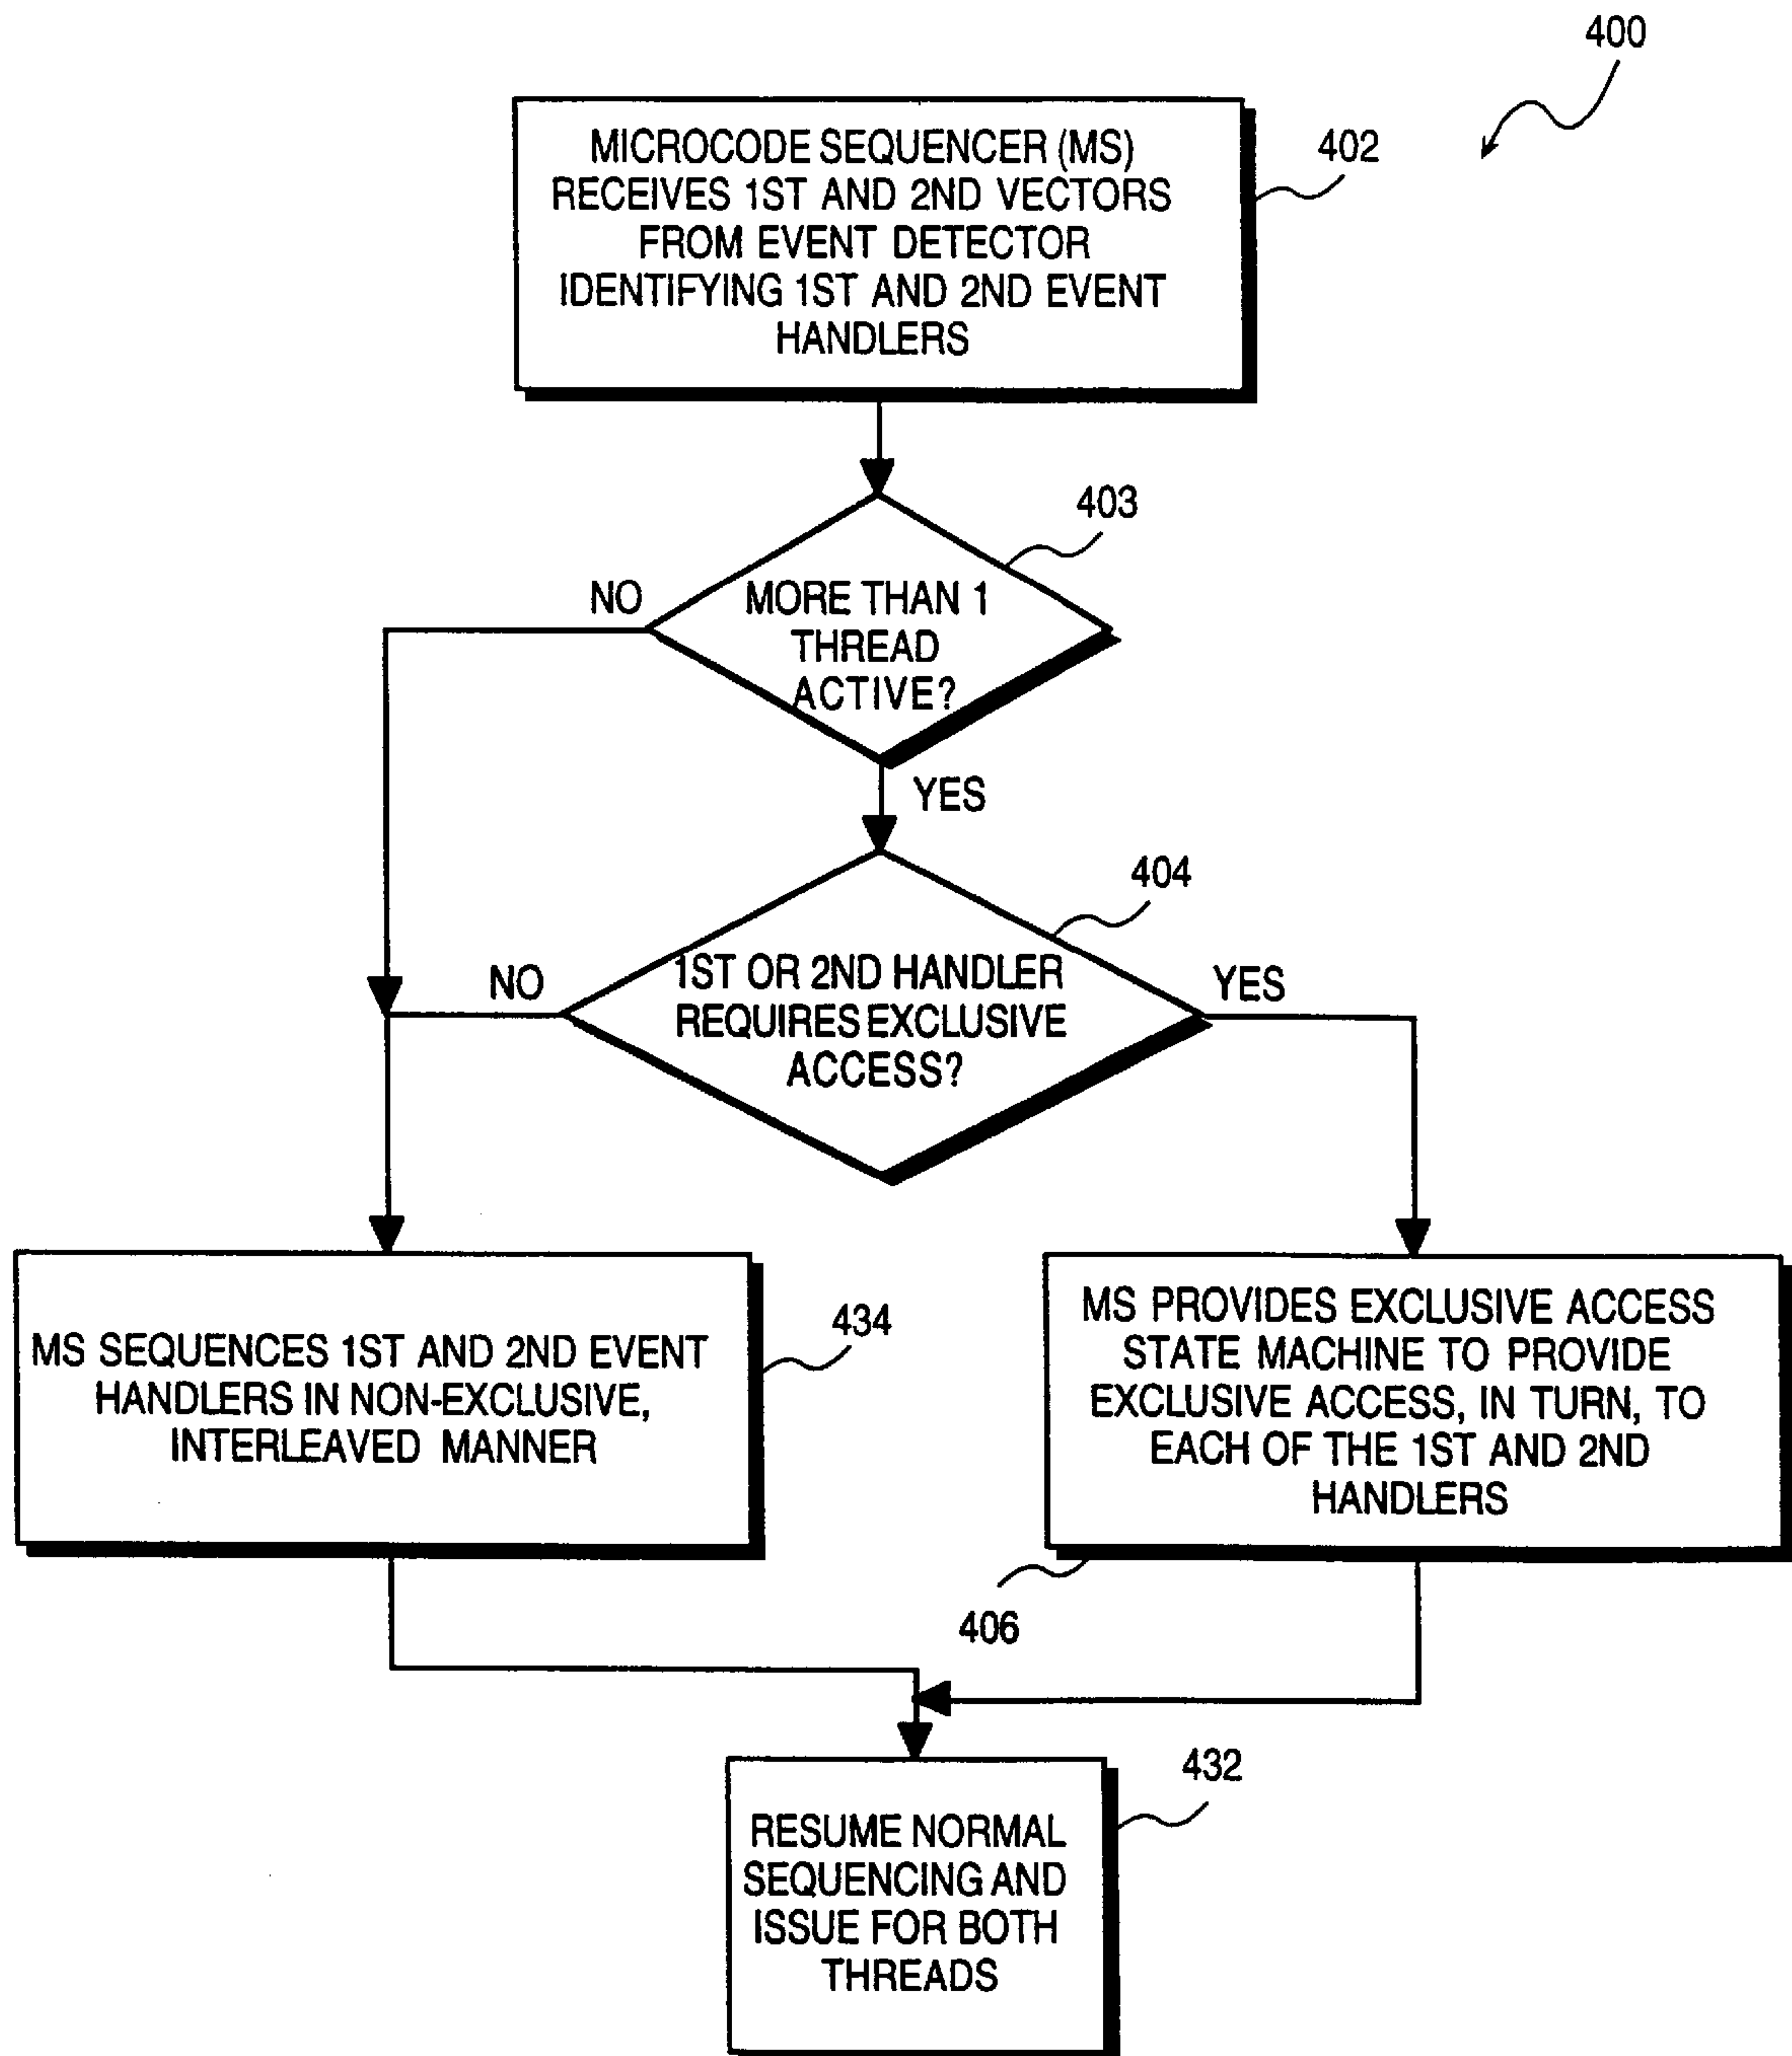 400
MICROCODE SEQUENCER (MS)
RECEIVES 1ST AND 2ND VECTORS
FROM EVENT DETECTOR
IDENTIFYING 1ST AND 2ND EVENT
HANDLERS
402
403
NO
MORE THAN 1
THREAD
ACTIVE?
YES
404
NO
1ST OR 2ND HANDLER
REQUIRES EXCLUSIVE
ACCESS?
YES
MS SEQUENCES 1ST AND 2ND EVENT
HANDLERS IN NON-EXCLUSIVE,
INTERLEAVED MANNER
434
MS PROVIDES EXCLUSIVE ACCESS
STATE MACHINE TO PROVIDE
EXCLUSIVE ACCESS, IN TURN, TO
EACH OF THE 1ST AND 2ND
HANDLERS
406
432
RESUME NORMAL
SEQUENCING AND
ISSUE FOR BOTH
THREADS